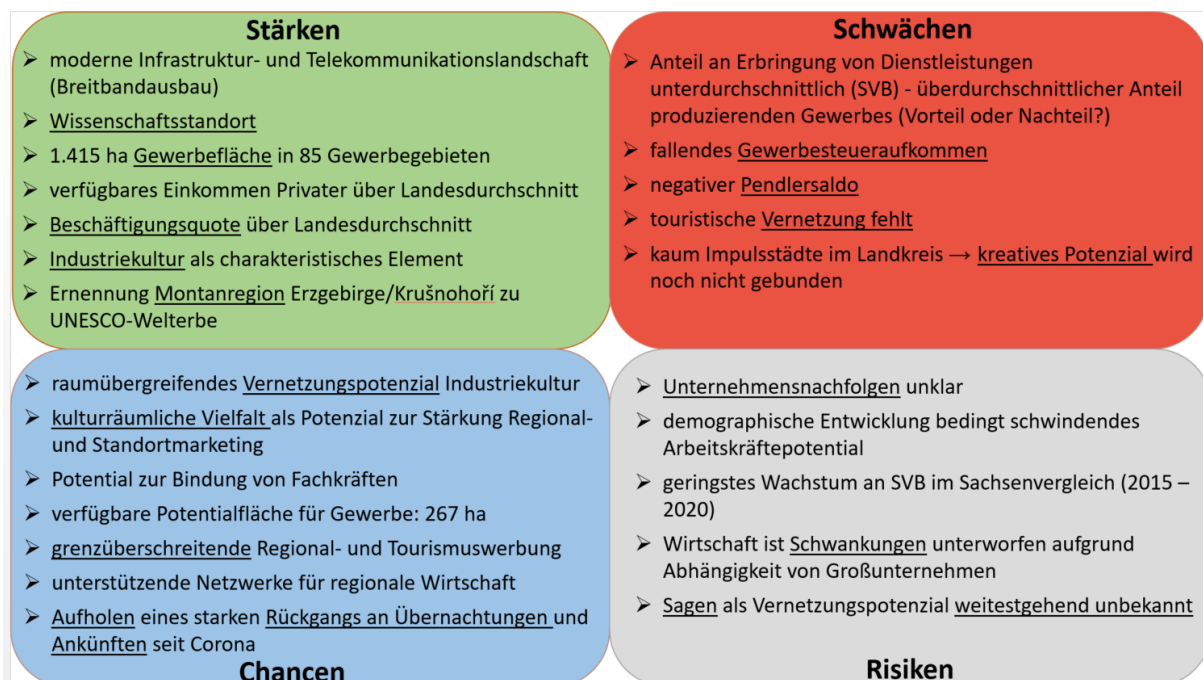 Stärken
➤ moderne Infrastruktur- und Telekommunikationslandschaft
(Breitbandausbau)
➤ Wissenschaftsstandort
➤ 1.415 ha Gewerbefläche in 85 Gewerbegebieten
➤ verfügbares Einkommen Privater über Landesdurchschnitt
➤ Beschäftigungsquote über Landesdurchschnitt
➤ Industriekultur als charakteristisches Element
➤ Ernennung Montanregion Erzgebirge/Krušnohoří zu
UNESCO-Welterbe
Schwächen
➤ Anteil an Erbringung von Dienstleistungen
unterdurchschnittlich (SVB) - überdurchschnittlicher Anteil
produzierenden Gewerbes (Vorteil oder Nachteil?)
➤ fallendes Gewerbesteueraufkommen
➤ negativer Pendlersaldo
➤ touristische Vernetzung fehlt
➤ kaum Impulsstädte im Landkreis → kreatives Potenzial wird
noch nicht gebunden
➤ raumübergreifendes Vernetzungspotenzial Industriekultur
➤ kulturräumliche Vielfalt als Potenzial zur Stärkung Regional-
und Standortmarketing
➤ Potential zur Bindung von Fachkräften
➤ verfügbare Potentialfläche für Gewerbe: 267 ha
➤ grenzüberschreitende Regional- und Tourismuswerbung
➤ unterstützende Netzwerke für regionale Wirtschaft
➤ Aufholen eines starken Rückgangs an Übernachtungen und
Ankünften seit Corona
Chancen
➤ Unternehmensnachfolgen unklar
➤ demographische Entwicklung bedingt schwindendes
Arbeitskräftepotential
➤ geringstes Wachstum an SVB im Sachsenvergleich (2015 –
2020)
➤ Wirtschaft ist Schwankungen unterworfen aufgrund
Abhängigkeit von Großunternehmen
➤ Sagen als Vernetzungspotenzial weitestgehend unbekannt
Risiken